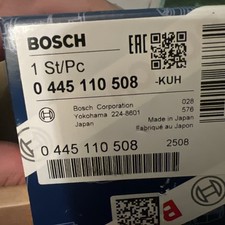 BOSCH
EAC
1 St/Pc
0 445 110 508 -KUH
Bosch Corporation
Yokohama 224-8601
Japan
028
576
Made in Japan
Fabriqué au Japon
0 445 110 508
2508